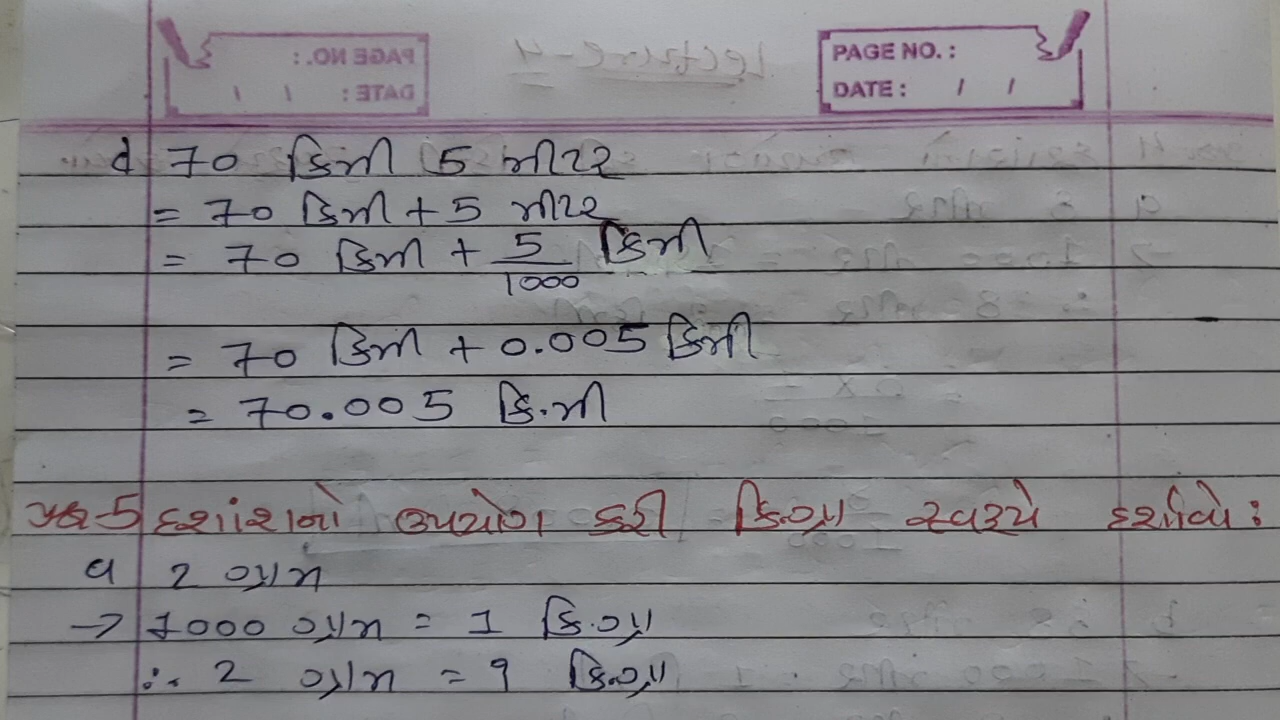 PAGE NO. :
DATE : / /
d 70 કિમી 5 મીટર
= 70 કિમી + 5 મીટર
= 70 કિમી + 5/1000 કિમી
= 70 કિમી + 0.005 કિમી
= 70.005 કિ.મી
પ્રશ્ન-5 દશાંશનો ઉપયોગ કરી કિગ્રા સ્વરૂપે દર્શાવો :
a 2 ગ્રામ
→ 1000 ગ્રામ = 1 કિ.ગ્રા
∴ 2 ગ્રામ = ? કિ.ગ્રા